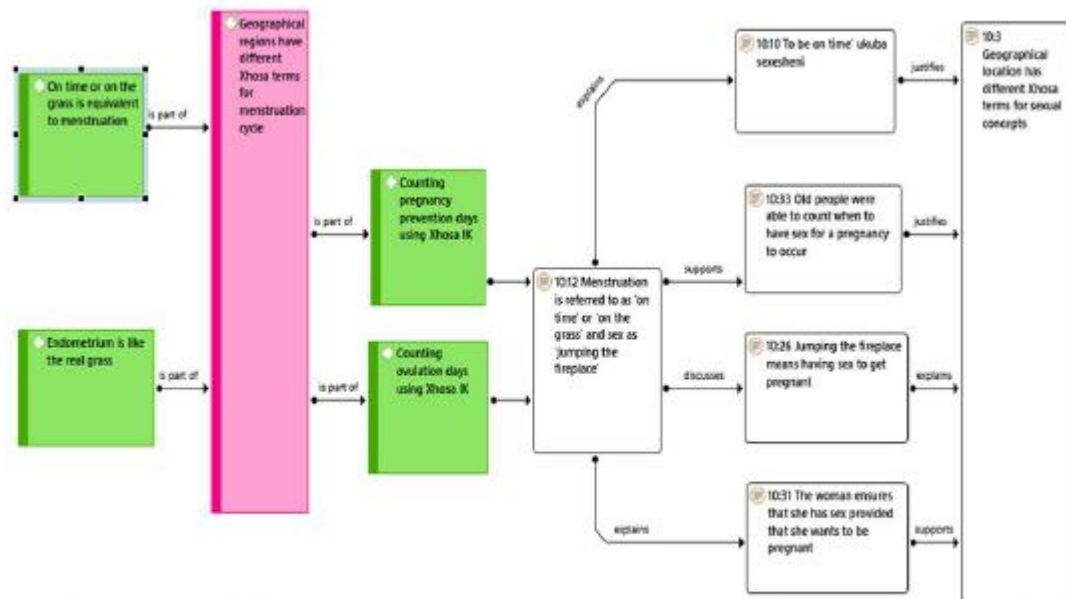 On time or on the
grass is equivalent
to menstruation
is part of
Endometrium is like
the real grass
is part of
Geographical
regions have
different
Xhosa terms
for
menstruation
cycle
is part of
Counting
pregnancy
prevention days
using Xhosa IK
is part of
Counting
ovulation days
using Xhosa IK
10:12 Menstruation
is referred to as 'on
time' or 'on the
grass' and sex as
'jumping the
fireplace'
explains
10:10 To be on time' ukuba
sexesheni
justifies
supports
10:33 Old people were
able to count when to
have sex for a pregnancy
to occur
justifies
discusses
10:26 Jumping the fireplace
means having sex to get
pregnant
explains
explains
10:31 The woman ensures
that she has sex provided
that she wants to be
pregnant
supports
10:3
Geographical
location has
different Xhosa
terms for sexual
concepts